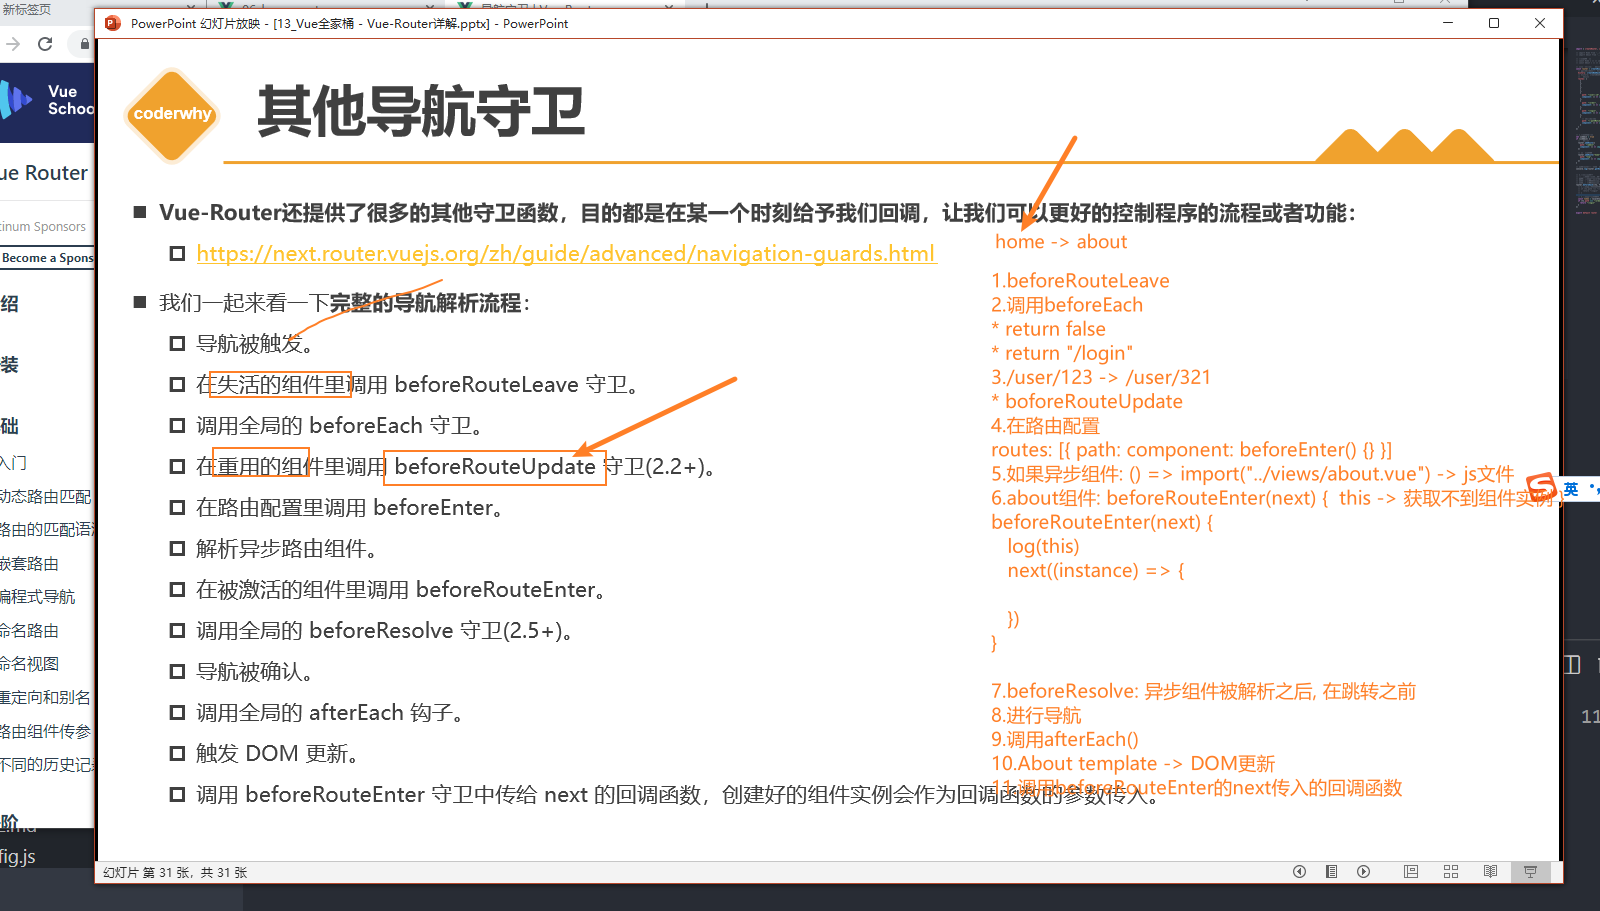 新标签页
PowerPoint 幻灯片放映 - [13_Vue全家桶 - Vue-Router详解.pptx] - PowerPoint
Vue
School
ue Router
tinum Sponsors
Become a Spons
绍
装
础
入门
动态路由匹配
路由的匹配语
嵌套路由
编程式导航
命名路由
命名视图
重定向和别名
路由组件传参
不同的历史记
阶
fig.js
coderwhy
其他导航守卫
Vue-Router还提供了很多的其他守卫函数，目的都是在某一个时刻给予我们回调，让我们可以更好的控制程序的流程或者功能：
https://next.router.vuejs.org/zh/guide/advanced/navigation-guards.html
我们一起来看一下完整的导航解析流程：
导航被触发。
在失活的组件里调用 beforeRouteLeave 守卫。
调用全局的 beforeEach 守卫。
在重用的组件里调用 beforeRouteUpdate 守卫(2.2+)。
在路由配置里调用 beforeEnter。
解析异步路由组件。
在被激活的组件里调用 beforeRouteEnter。
调用全局的 beforeResolve 守卫(2.5+)。
导航被确认。
调用全局的 afterEach 钩子。
触发 DOM 更新。
调用 beforeRouteEnter 守卫中传给 next 的回调函数，创建好的组件实例会作为回调函数的参数传入。
home -> about
1.beforeRouteLeave
2.调用beforeEach
* return false
* return "/login"
3./user/123 -> /user/321
* boforeRouteUpdate
4.在路由配置
routes: [{ path: component: beforeEnter() {} }]
5.如果异步组件: () => import("../views/about.vue") -> js文件
6.about组件: beforeRouteEnter(next) { this -> 获取不到组件实例 }
beforeRouteEnter(next) {
log(this)
next((instance) => {
})
}
7.beforeResolve: 异步组件被解析之后, 在跳转之前
8.进行导航
9.调用afterEach()
10.About template -> DOM更新
11.调用beforeRouteEnter的next传入的回调函数
英
11
幻灯片 第 31 张，共 31 张